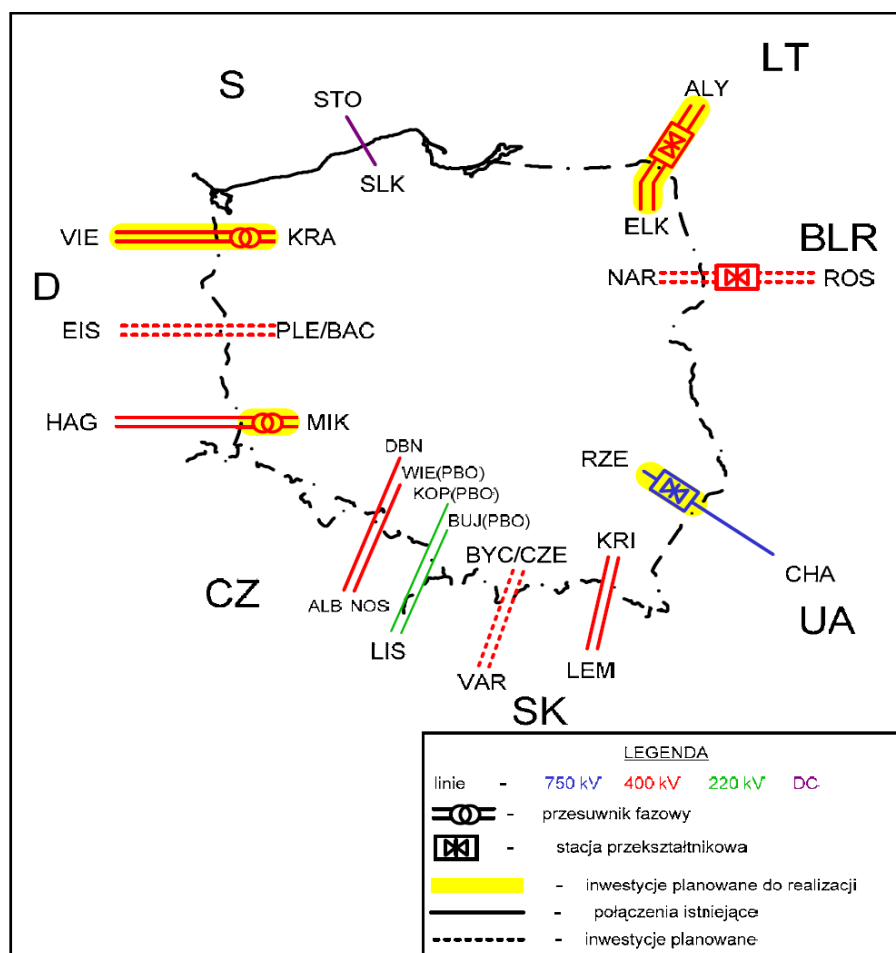 LT
S
ALY
STO
SLK
ELK
VIE
KRA
BLR
NAR
ROS
D
EIS
PLE/BAC
HAG
MIK
DBN
WIE(PBO)
KOP(PBO)
BUJ(PBO)
RZE
BYC/CZE
KRI
CHA
CZ
ALB NOS
UA
LIS
VAR
LEM
SK
LEGENDA
linie - 750 kV 400 kV 220 kV DC
- przesuwnik fazowy
- stacja przekształtnikowa
- inwestycje planowane do realizacji
- połączenia istniejące
- inwestycje planowane